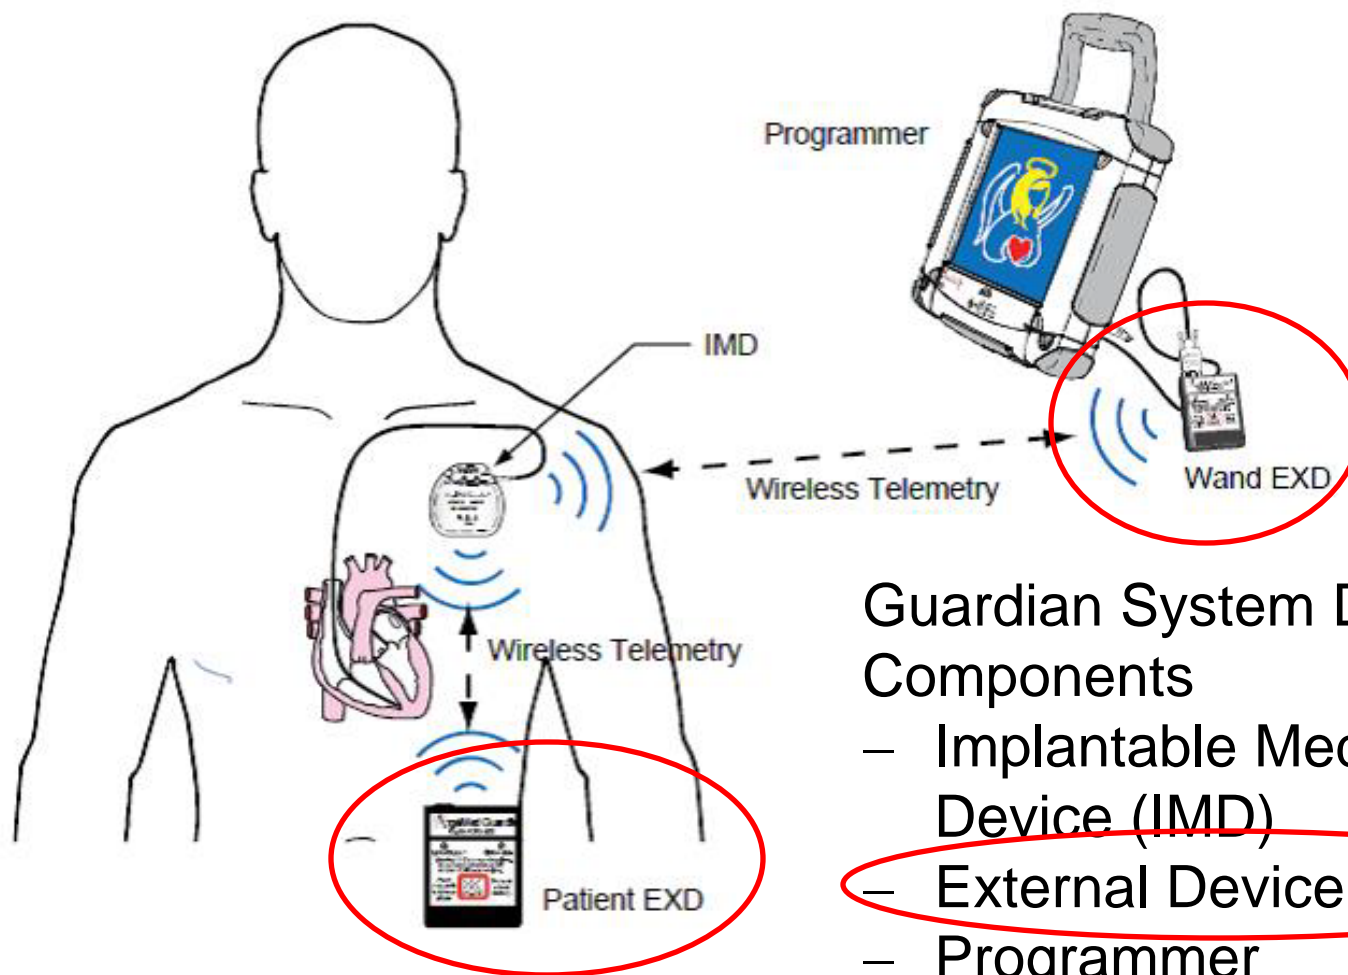 Programmer
IMD
Wireless Telemetry
Wand EXD
Wireless Telemetry
Patient EXD
Guardian System
Components
– Implantable
Device (IMD)
– External Device
– Programmer